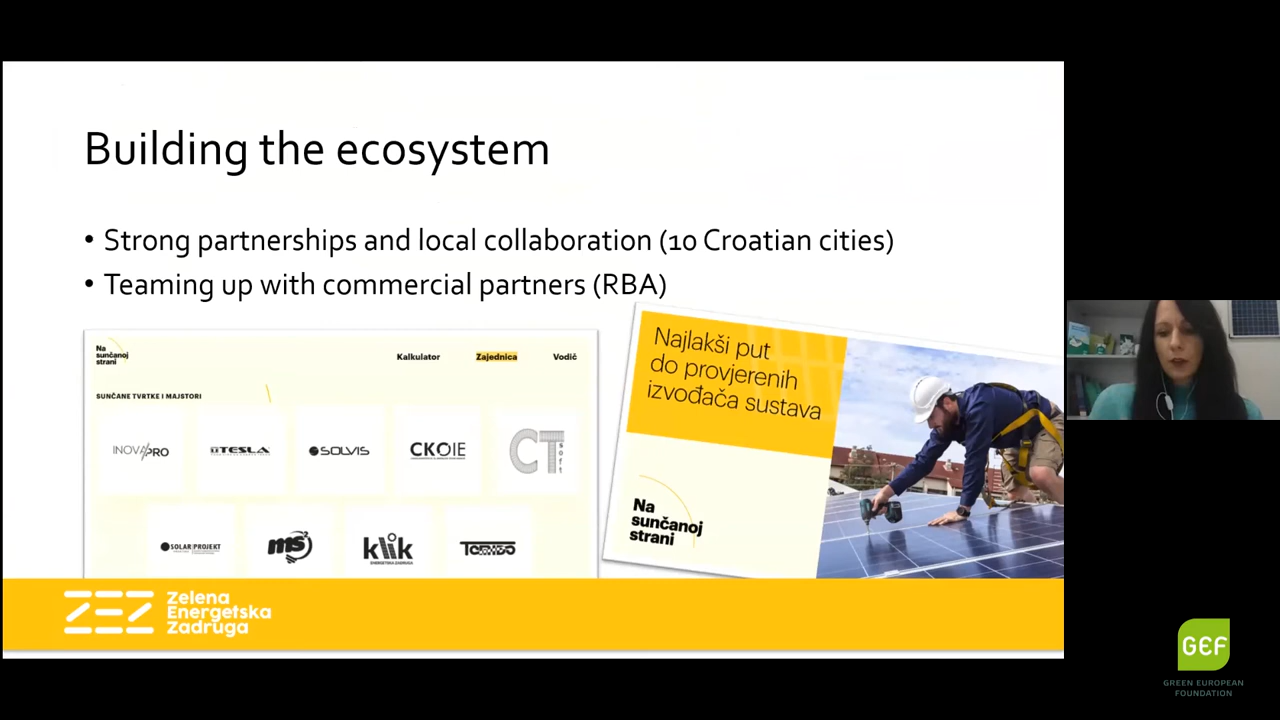 Building the ecosystem
• Strong partnerships and local collaboration (10 Croatian cities)
• Teaming up with commercial partners (RBA)
Na
sunčanoj
strani
Kalkulator
Zajednica
Vodič
SUNČANE TVRTKE I MAJSTORI
INOVAPRO
TESLA
SOLVIS
CKOIE
CT
soft
SOLAR PROJEKT
ms
klik
ENERGETSKA ZADRUGA
Najlakši put
do provjerenih
izvođača sustava
Na
sunčanoj
strani
ZEZ
Zelena
Energetska
Zadruga
GEF
GREEN EUROPEAN
FOUNDATION